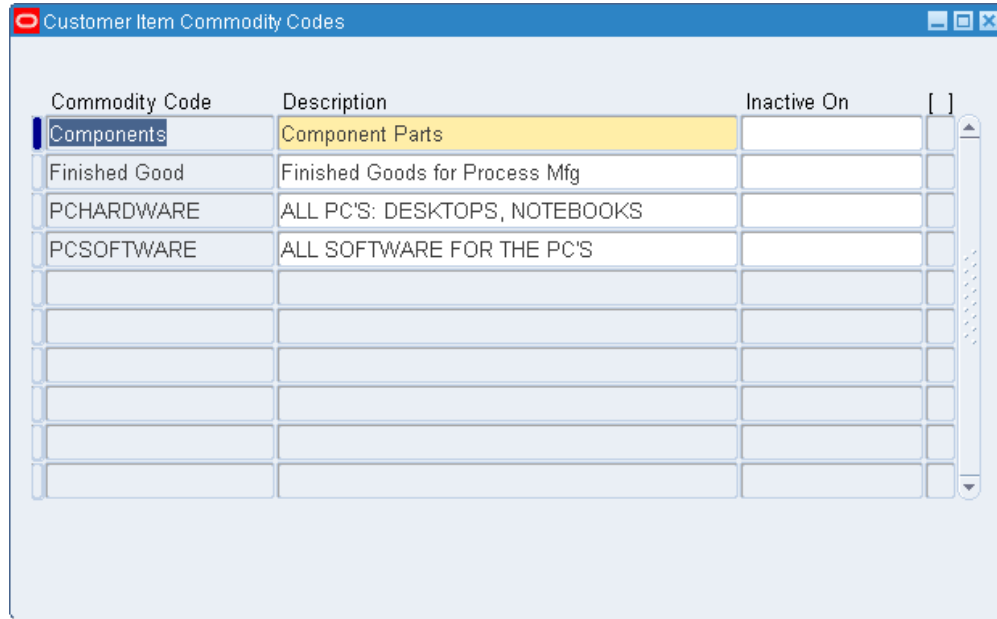 Customer Item Commodity Codes
Commodity Code Description Inactive On [ ]
Components Component Parts
Finished Good Finished Goods for Process Mfg
PCHARDWARE ALL PC'S: DESKTOPS, NOTEBOOKS
PCSOFTWARE ALL SOFTWARE FOR THE PC'S